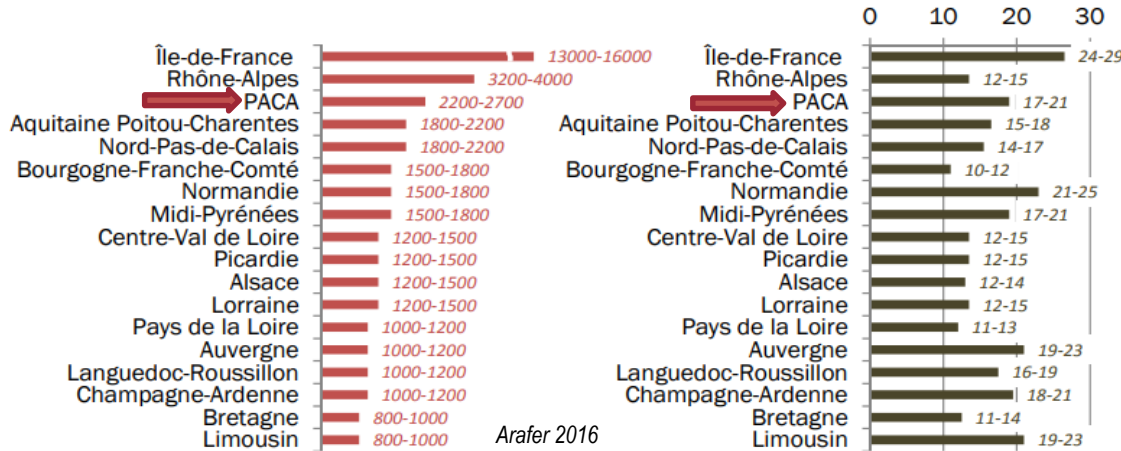 0 10 20 30
Île-de-France 13000-16000 Île-de-France 24-29
Rhône-Alpes 3200-4000 Rhône-Alpes 12-15
PACA 2200-2700 PACA 17-21
Aquitaine Poitou-Charentes 1800-2200 Aquitaine Poitou-Charentes 15-18
Nord-Pas-de-Calais 1800-2200 Nord-Pas-de-Calais 14-17
Bourgogne-Franche-Comté 1500-1800 Bourgogne-Franche-Comté 10-12
Normandie 1500-1800 Normandie 21-25
Midi-Pyrénées 1500-1800 Midi-Pyrénées 17-21
Centre-Val de Loire 1200-1500 Centre-Val de Loire 12-15
Picardie 1200-1500 Picardie 12-15
Alsace 1200-1500 Alsace 12-14
Lorraine 1200-1500 Lorraine 12-15
Pays de la Loire 1000-1200 Pays de la Loire 11-13
Auvergne 1000-1200 Auvergne 19-23
Languedoc-Roussillon 1000-1200 Languedoc-Roussillon 16-19
Champagne-Ardenne 1000-1200 Champagne-Ardenne 18-21
Bretagne 800-1000 Bretagne 11-14
Limousin 800-1000 Arafer 2016 Limousin 19-23